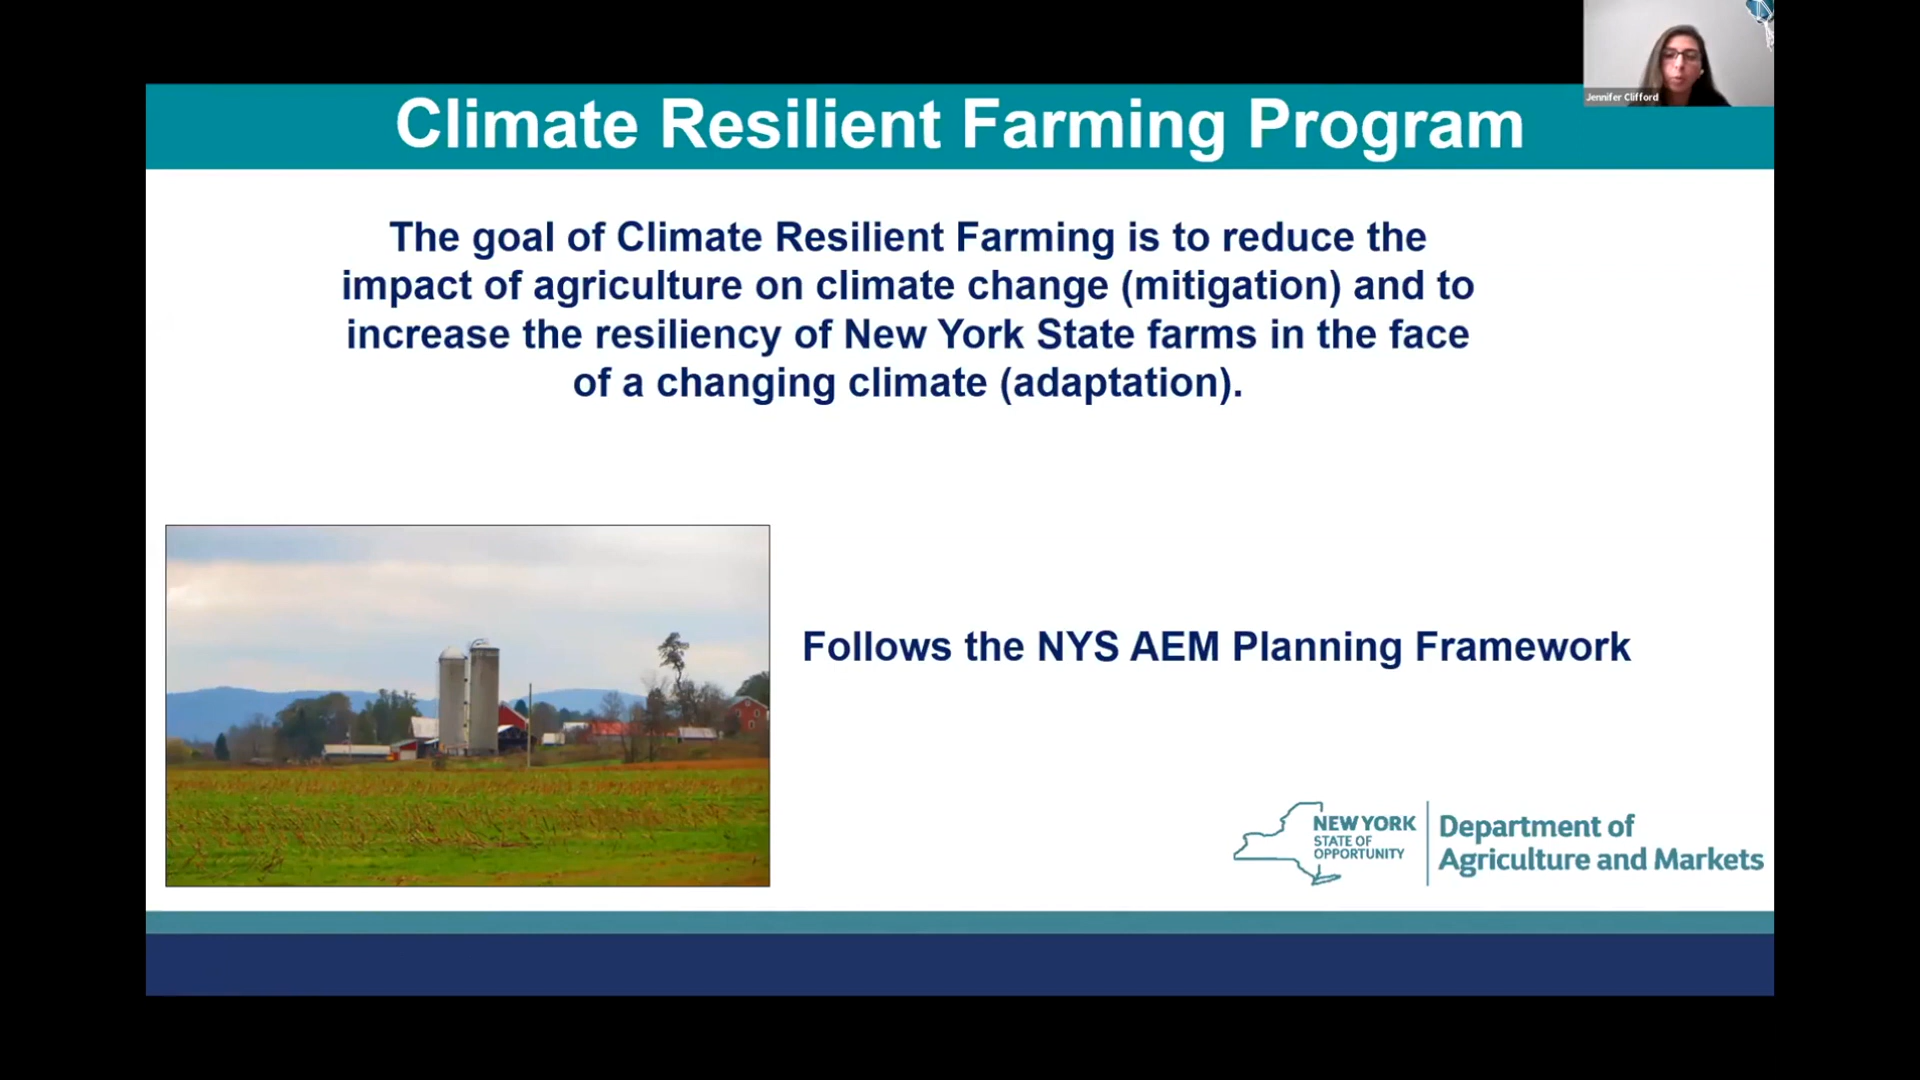 Jennifer Clifford
Climate Resilient Farming Program
The goal of Climate Resilient Farming is to reduce the
impact of agriculture on climate change (mitigation) and to
increase the resiliency of New York State farms in the face
of a changing climate (adaptation).
Follows the NYS AEM Planning Framework
NEW YORK
STATE OF
OPPORTUNITY
Department of
Agriculture and Markets